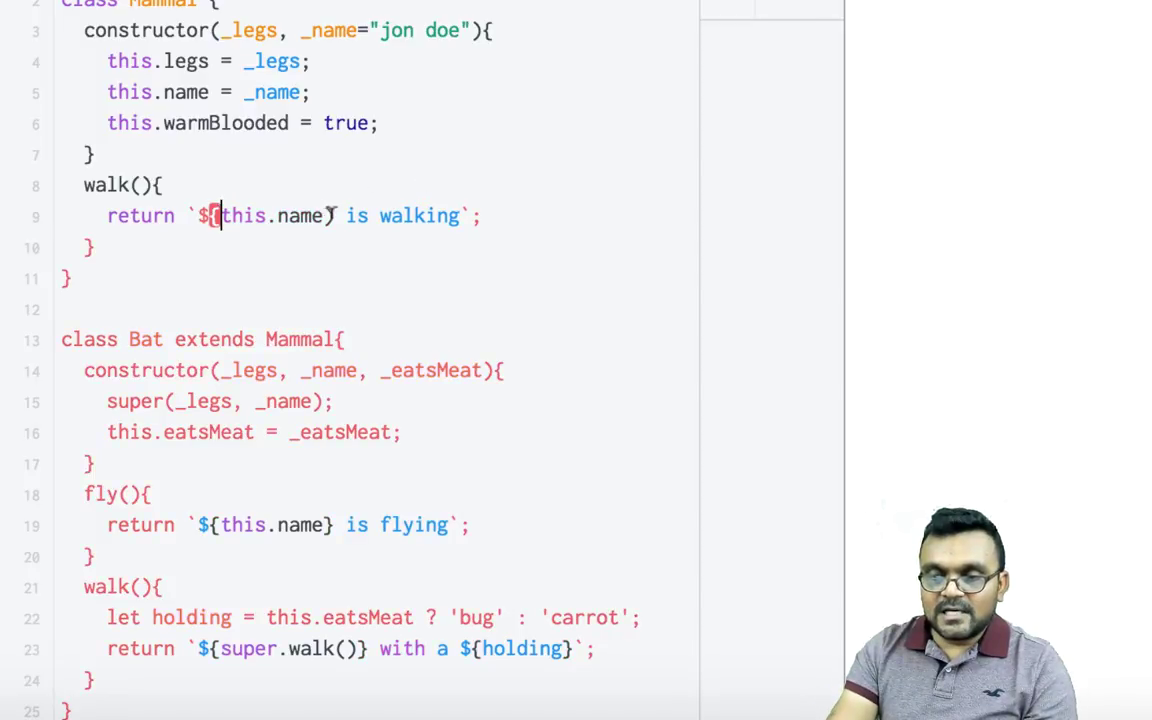 2 class Mammal {
3 constructor(_legs, _name="jon doe"){
4 this.legs = _legs;
5 this.name = _name;
6 this.warmBlooded = true;
7 }
8 walk(){
9 return `${this.name) is walking`;
10 }
11 }
12
13 class Bat extends Mammal{
14 constructor(_legs, _name, _eatsMeat){
15 super(_legs, _name);
16 this.eatsMeat = _eatsMeat;
17 }
18 fly(){
19 return `${this.name} is flying`;
20 }
21 walk(){
22 let holding = this.eatsMeat ? 'bug' : 'carrot';
23 return `${super.walk()} with a ${holding}`;
24 }
25 }